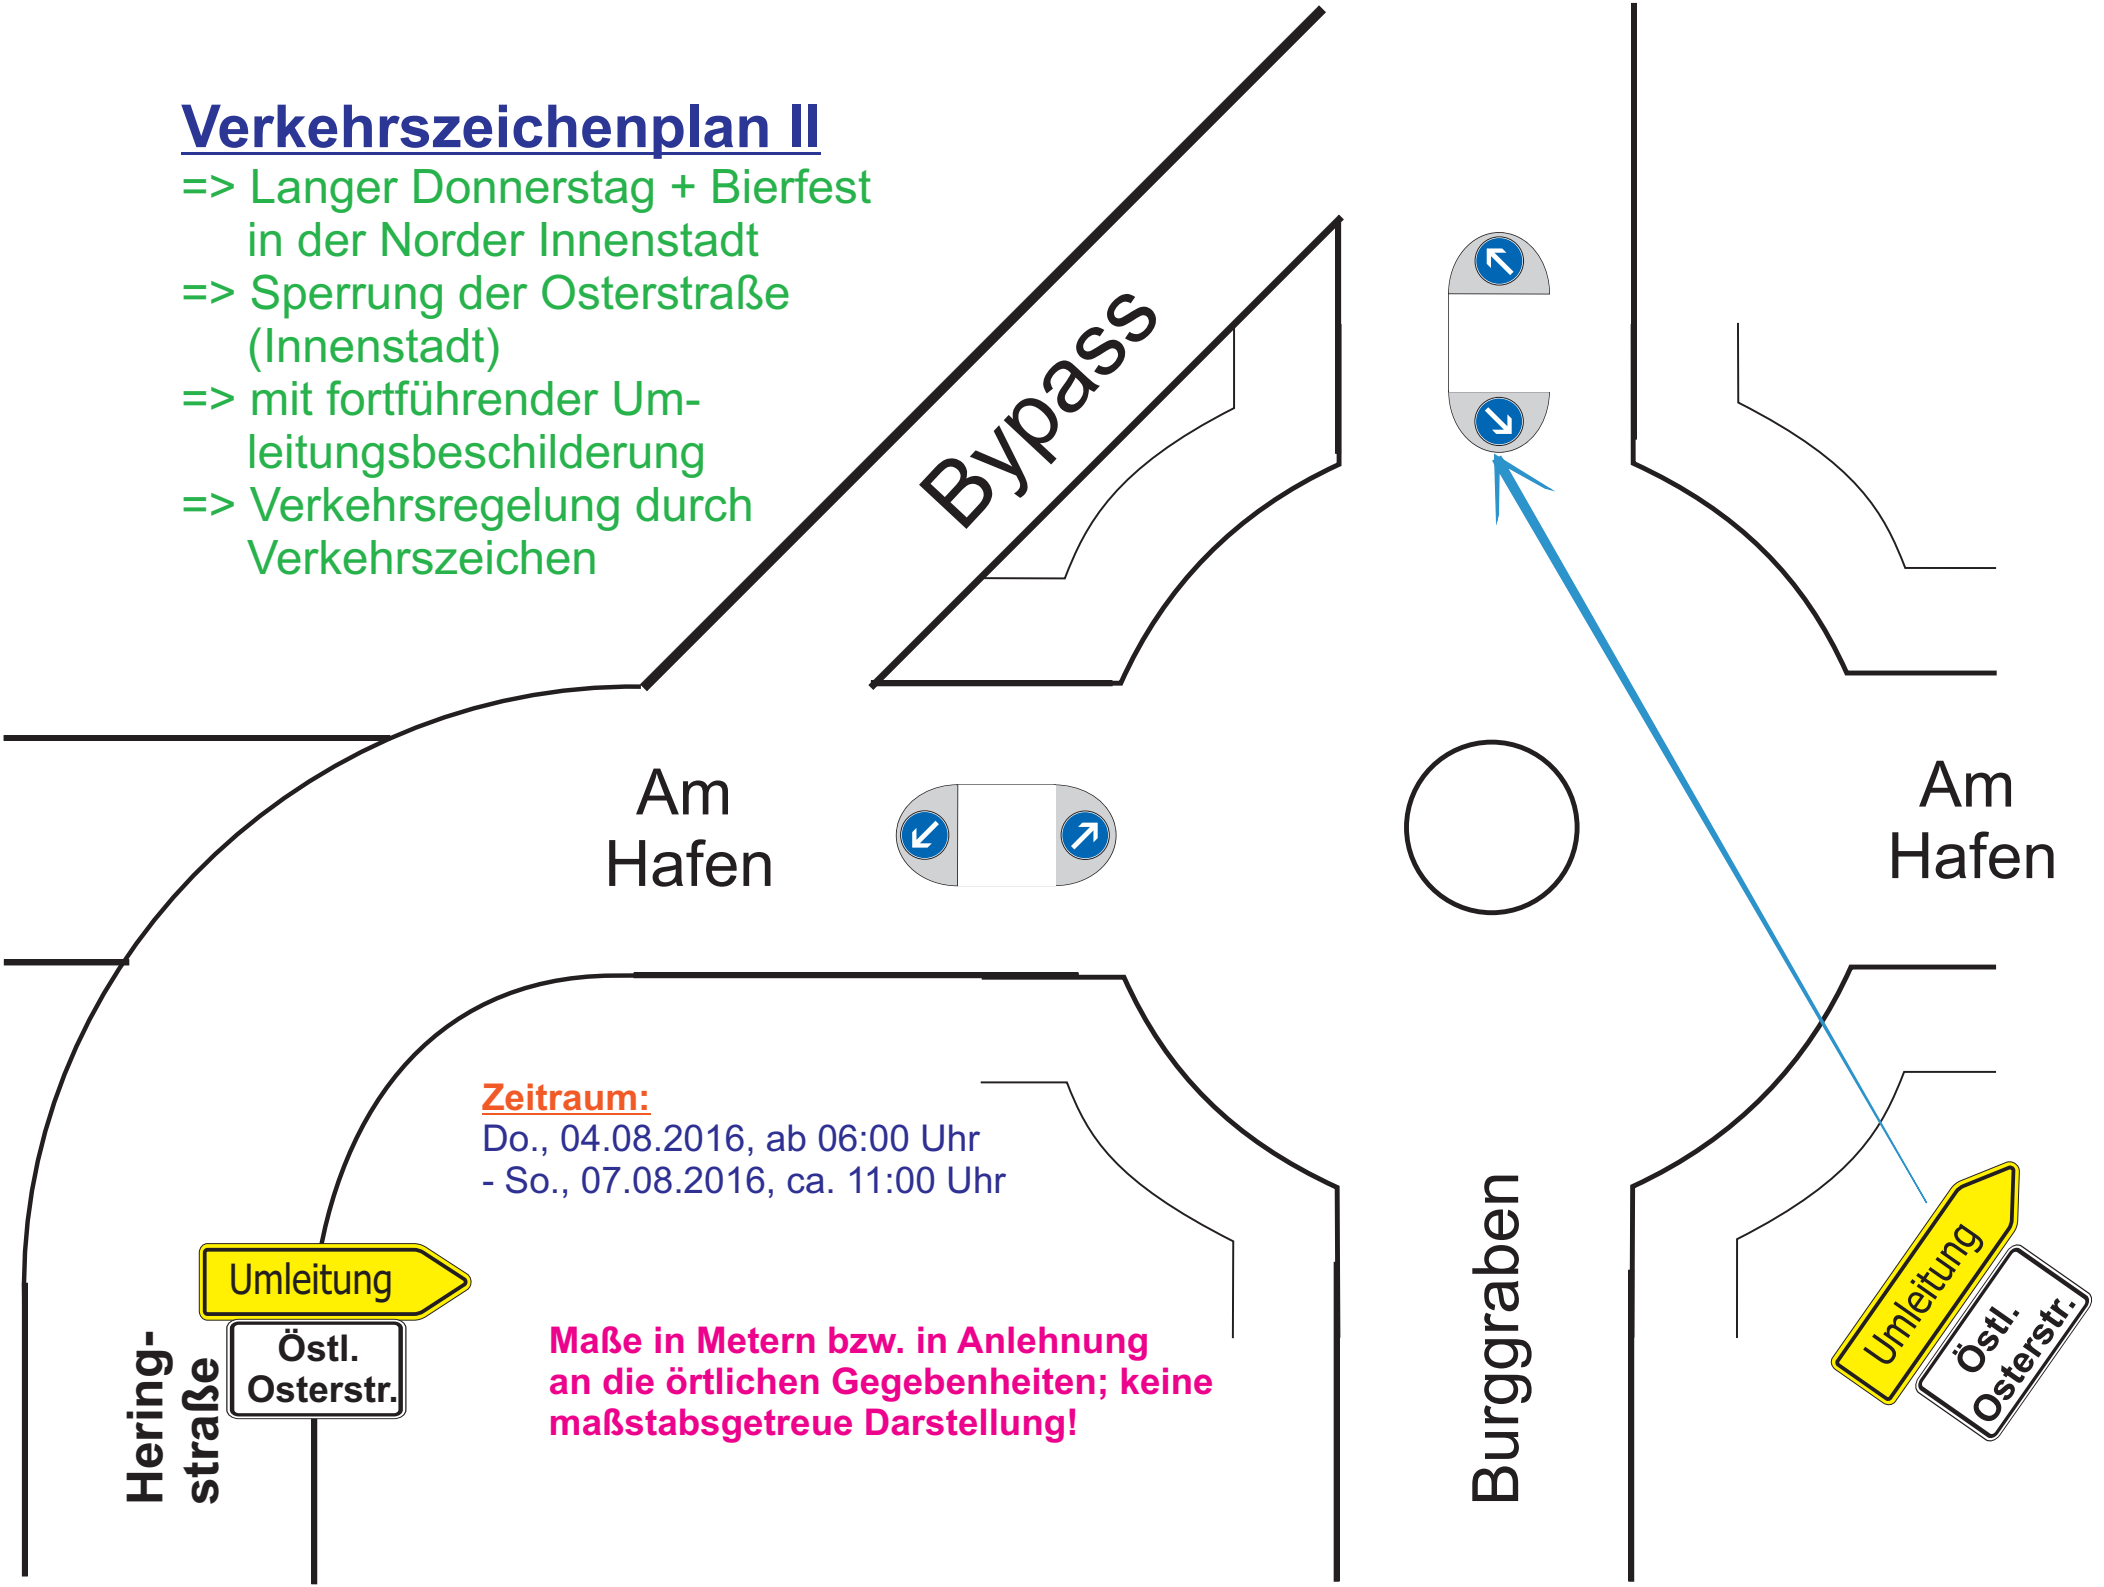 Verkehrszeichenplan II
=> Langer Donnerstag + Bierfest
in der Norder Innenstadt
=> Sperrung der Osterstraße
(Innenstadt)
=> mit fortführender Um-
leitungsbeschilderung
=> Verkehrsregelung durch
Verkehrszeichen
Bypass
Am
Hafen
Am
Hafen
Zeitraum:
Do., 04.08.2016, ab 06:00 Uhr
- So., 07.08.2016, ca. 11:00 Uhr
Umleitung
Östl.
Osterstr.
Hering-
straße
Maße in Metern bzw. in Anlehnung
an die örtlichen Gegebenheiten; keine
maßstabsgetreue Darstellung!
Burggraben
Umleitung
Östl.
Osterstr.